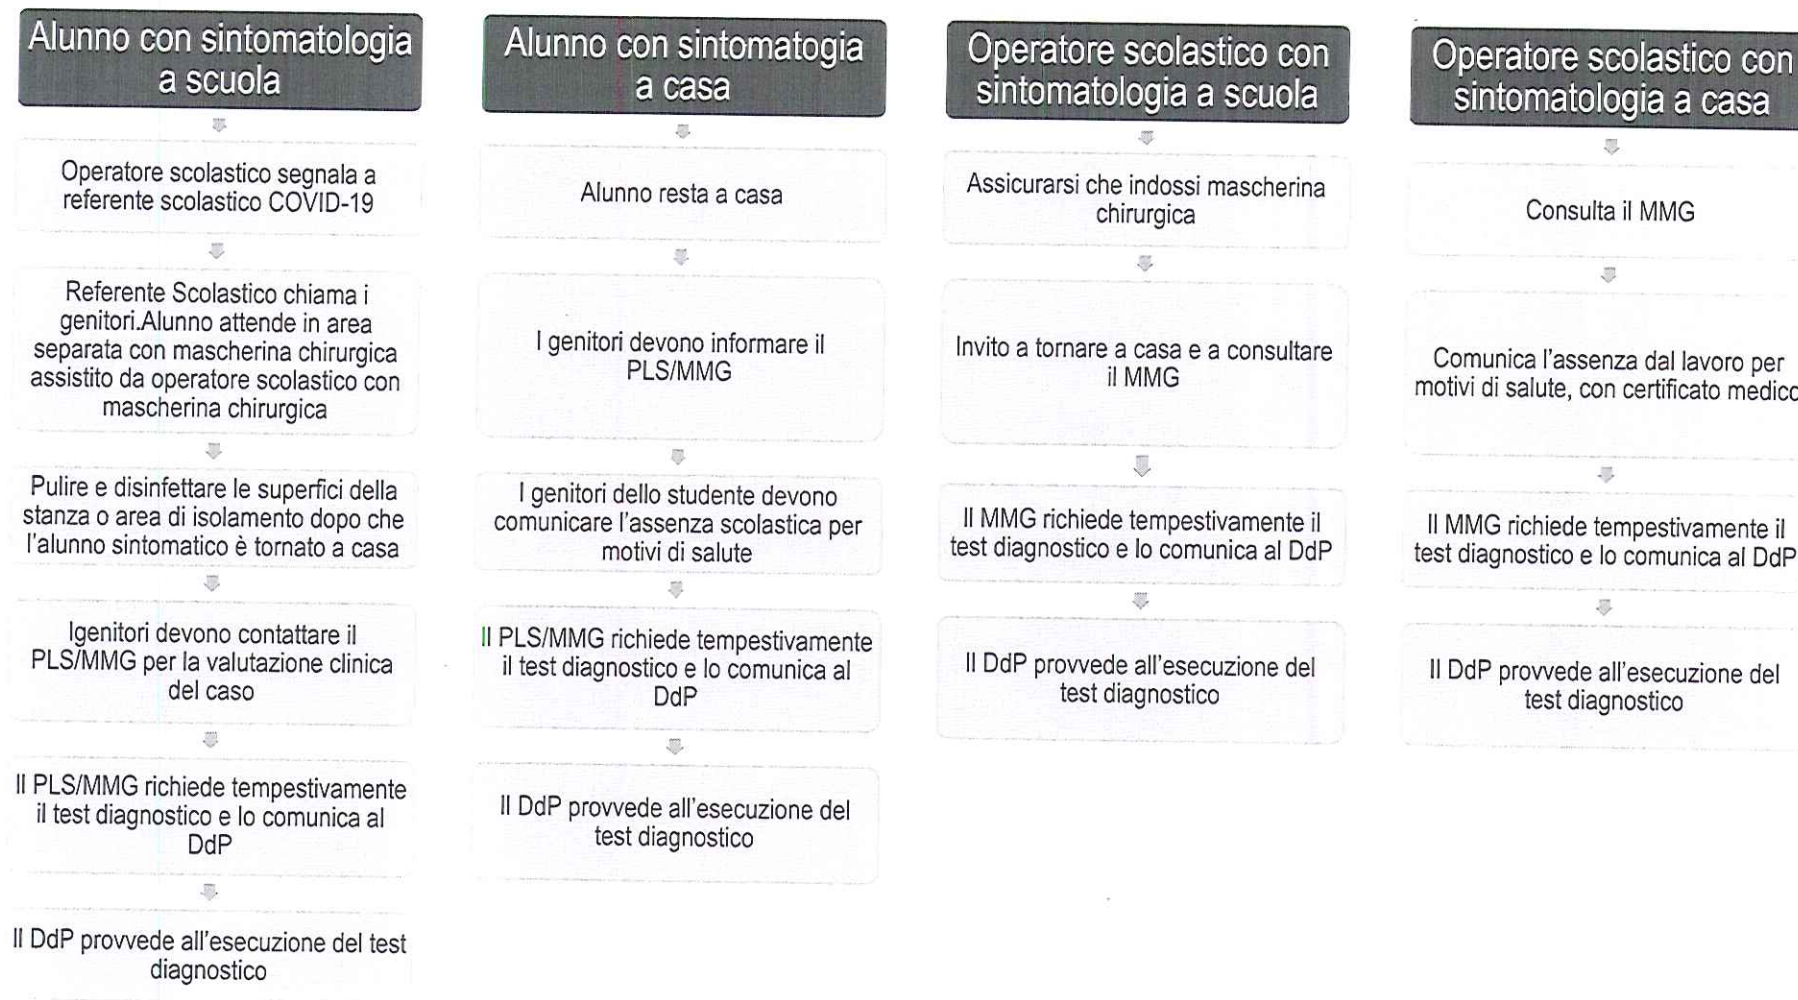 Alunno con sintomatologia
a scuola
Operatore scolastico segnala a
referente scolastico COVID-19
Referente Scolastico chiama i
genitori.Alunno attende in area
separata con mascherina chirurgica
assistito da operatore scolastico con
mascherina chirurgica
Pulire e disinfettare le superfici della
stanza o area di isolamento dopo che
l'alunno sintomatico è tornato a casa
Igenitori devono contattare il
PLS/MMG per la valutazione clinica
del caso
Il PLS/MMG richiede tempestivamente
il test diagnostico e lo comunica al
DdP
Il DdP provvede all'esecuzione del test
diagnostico
Alunno con sintomatogia
a casa
Alunno resta a casa
I genitori devono informare il
PLS/MMG
I genitori dello studente devono
comunicare l'assenza scolastica per
motivi di salute
Il PLS/MMG richiede tempestivamente
il test diagnostico e lo comunica al
DdP
Il DdP provvede all'esecuzione del
test diagnostico
Operatore scolastico con
sintomatologia a scuola
Assicurarsi che indossi mascherina
chirurgica
Invito a tornare a casa e a consultare
il MMG
Il MMG richiede tempestivamente il
test diagnostico e lo comunica al DdP
Il DdP provvede all'esecuzione del
test diagnostico
Operatore scolastico con
sintomatologia a casa
Consulta il MMG
Comunica l'assenza dal lavoro per
motivi di salute, con certificato medico
Il MMG richiede tempestivamente il
test diagnostico e lo comunica al DdP
Il DdP provvede all'esecuzione del
test diagnostico